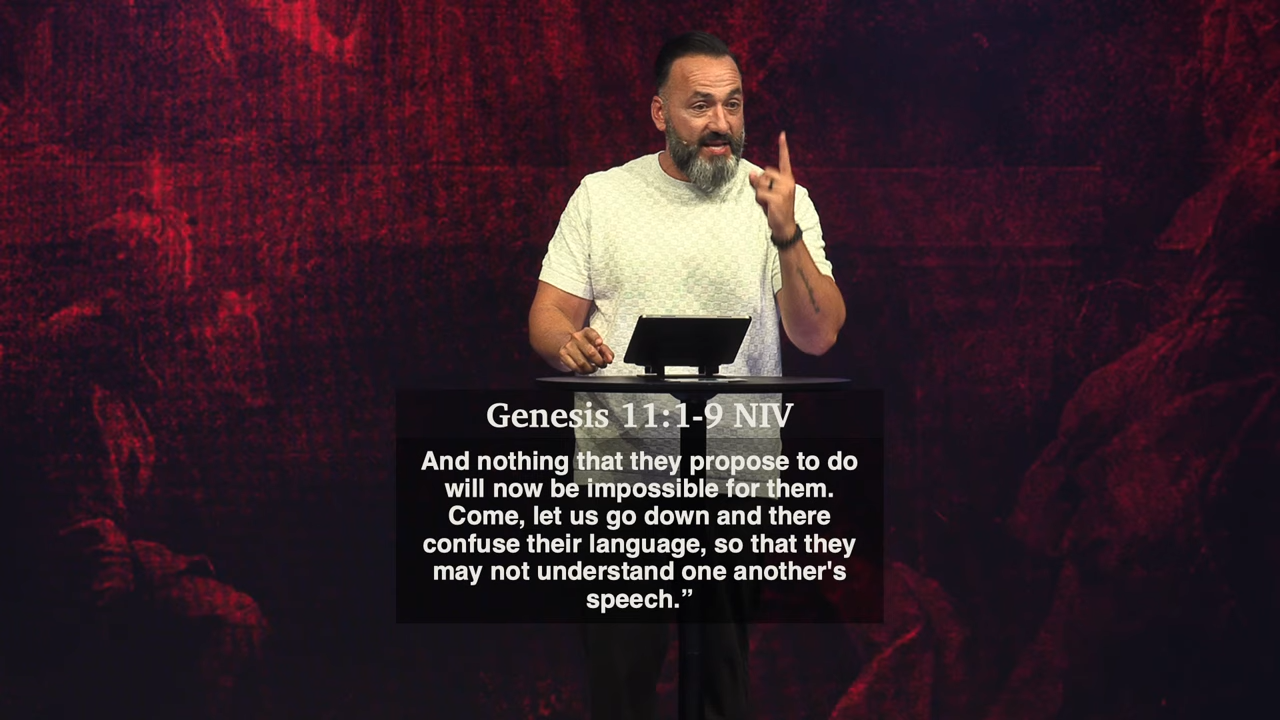 Genesis 11:1-9 NIV
And nothing that they propose to do
will now be impossible for them.
Come, let us go down and there
confuse their language, so that they
may not understand one another's
speech.”